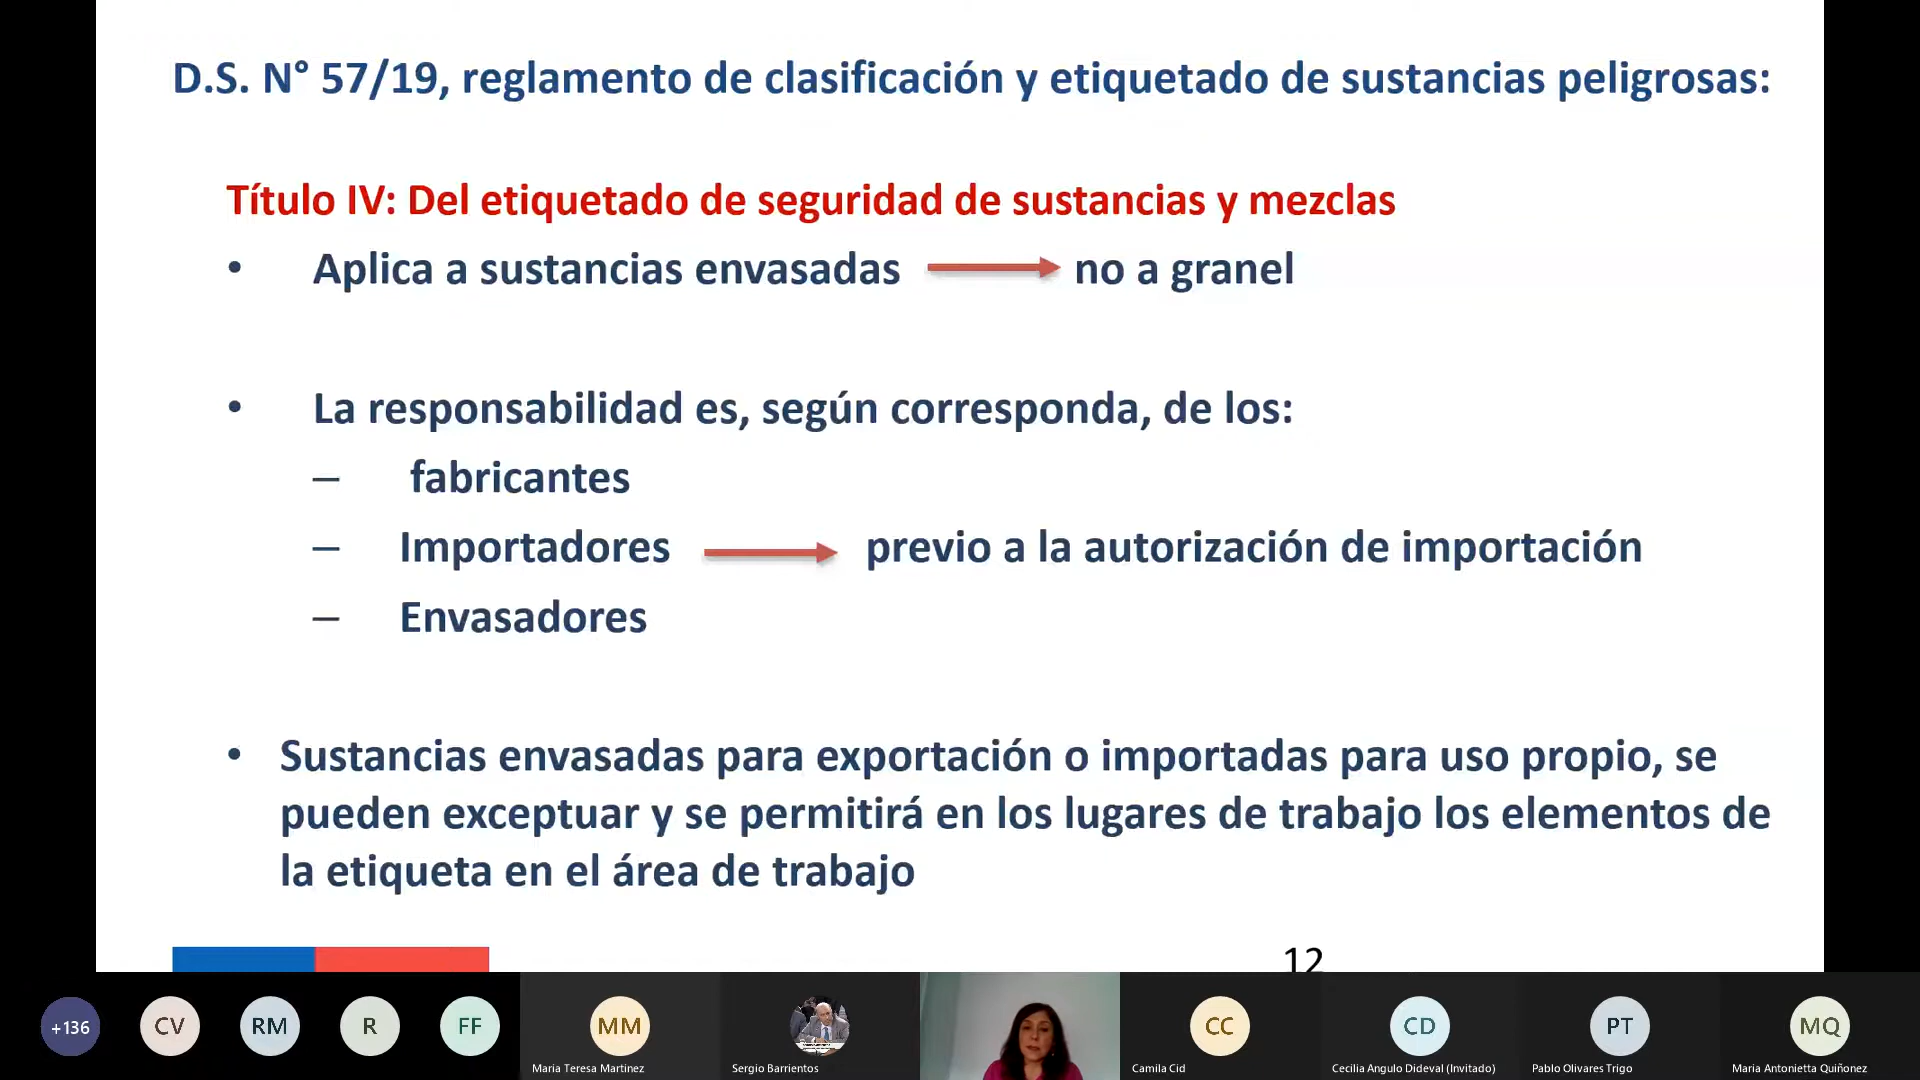 D.S. N° 57/19, reglamento de clasificación y etiquetado de sustancias peligrosas:
Título IV: Del etiquetado de seguridad de sustancias y mezclas
• Aplica a sustancias envasadas no a granel
• La responsabilidad es, según corresponda, de los:
– fabricantes
– Importadores previo a la autorización de importación
– Envasadores
• Sustancias envasadas para exportación o importadas para uso propio, se
pueden exceptuar y se permitirá en los lugares de trabajo los elementos de
la etiqueta en el área de trabajo
12
+136 CV RM R FF MM CC CD PT MQ
Maria Teresa Martinez Sergio Barrientos Camila Cid Cecilia Angulo Dideval (Invitado) Pablo Olivares Trigo Maria Antonietta Quiñonez